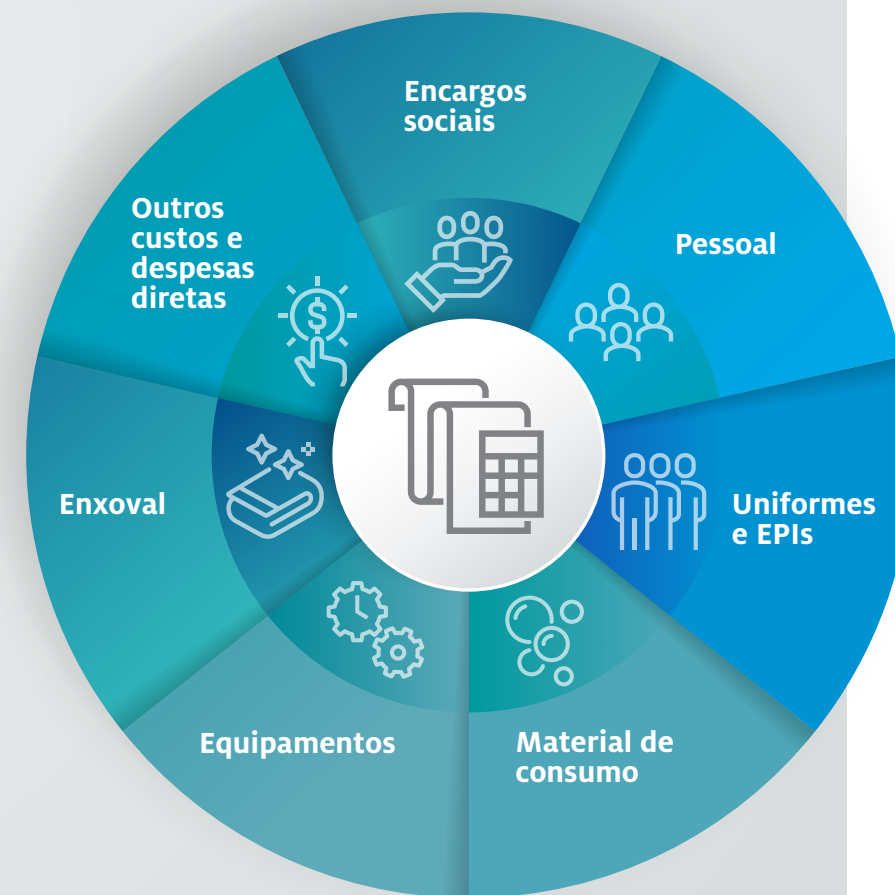 Encargos
sociais
Pessoal
Uniformes
e EPIs
Material de
consumo
Equipamentos
Enxoval
Outros
custos e
despesas
diretas